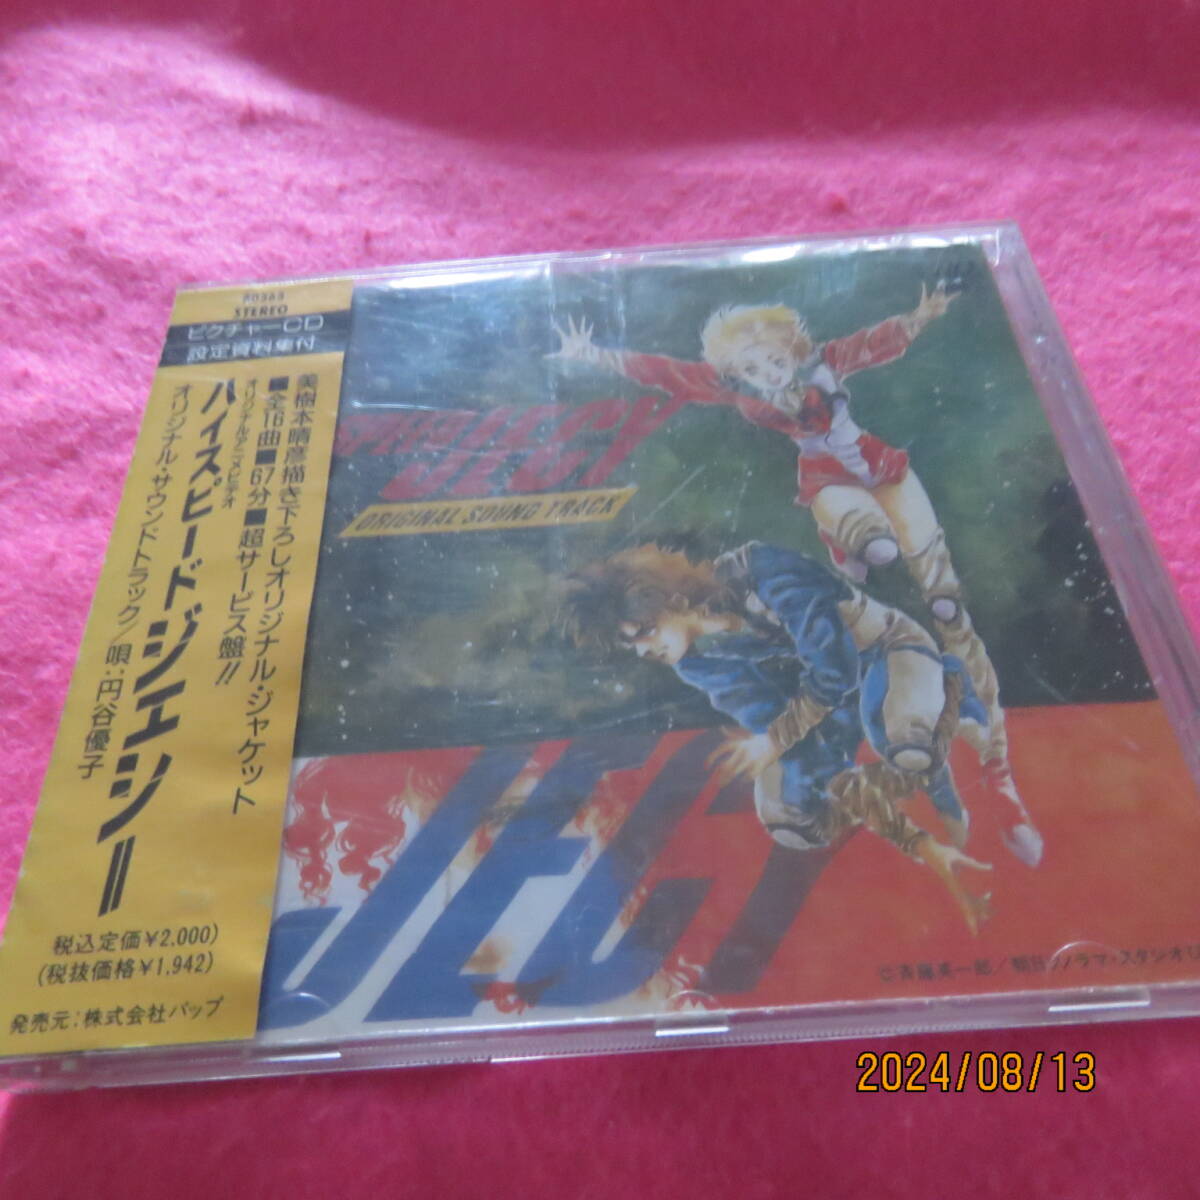 80363
STEREO
ピクチャーCD
設定資料集付
美樹本晴彦描き下ろしオリジナル・ジャケット
■全16曲■67分■超サービス盤!!
オリジナルアニメビデオ
ハイスピードジェシー
オリジナル・サウンドトラック/唄:円谷優子
税込定価¥2,000)
(税抜価格¥1,942)
発売元:株式会社バップ
ORIGINAL SOUND TRACK
2024/08/13